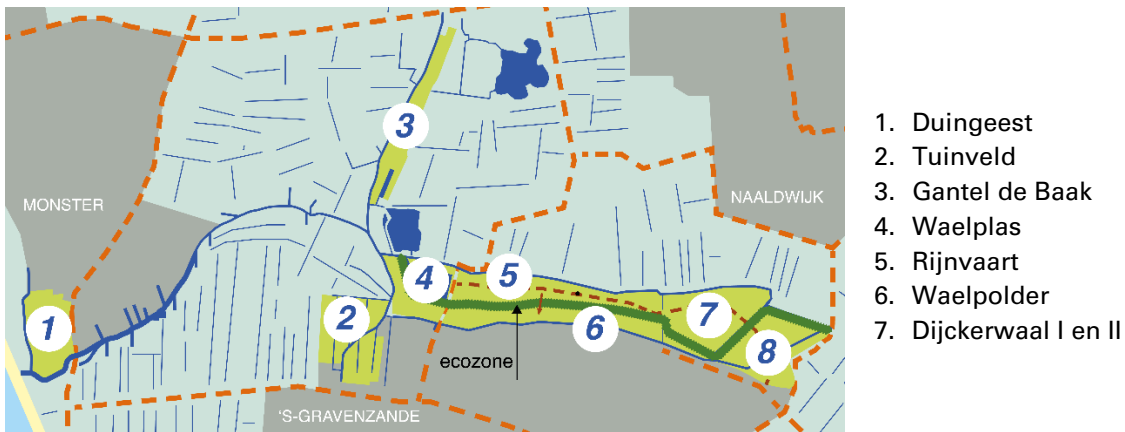 MONSTER
NAALDWIJK
'S-GRAVENZANDE
ecozone
1
2
3
4
5
6
7
8
1. Duingeest
2. Tuinveld
3. Gantel de Baak
4. Waelplas
5. Rijnvaart
6. Waelpolder
7. Dijckerwaal I en II